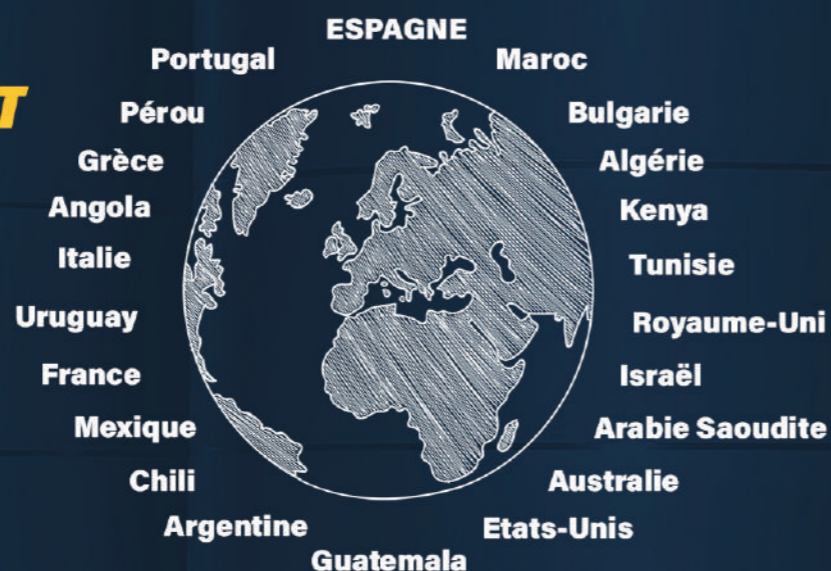 ESPAGNE
Portugal
Maroc
T
Pérou
Bulgarie
Grèce
Algérie
Angola
Kenya
Italie
Tunisie
Uruguay
Royaume-Uni
France
Israël
Mexique
Arabie Saoudite
Chili
Australie
Argentine
Etats-Unis
Guatemala